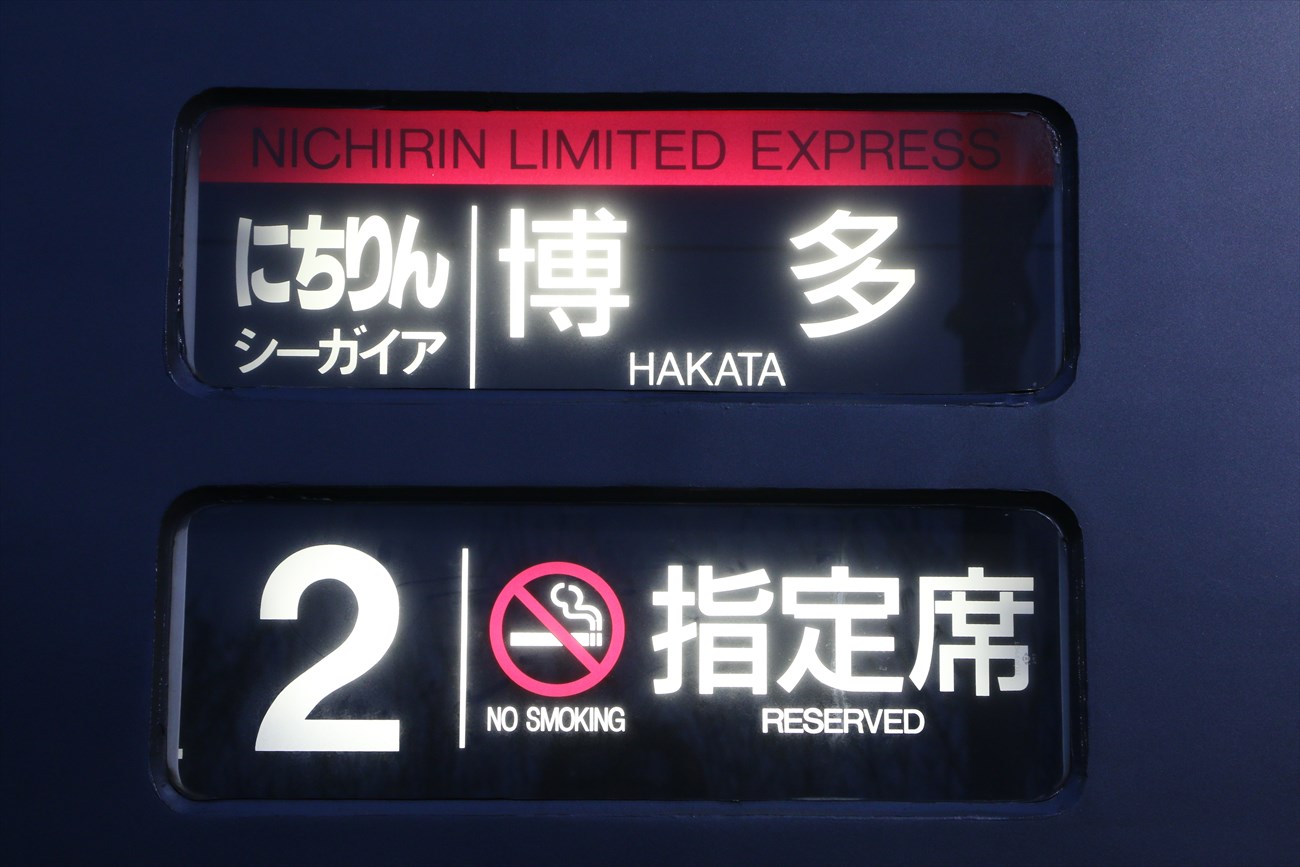 NICHIRIN LIMITED EXPRESS
にちりん
シーガイア
博多
HAKATA
2
NO SMOKING
指定席
RESERVED